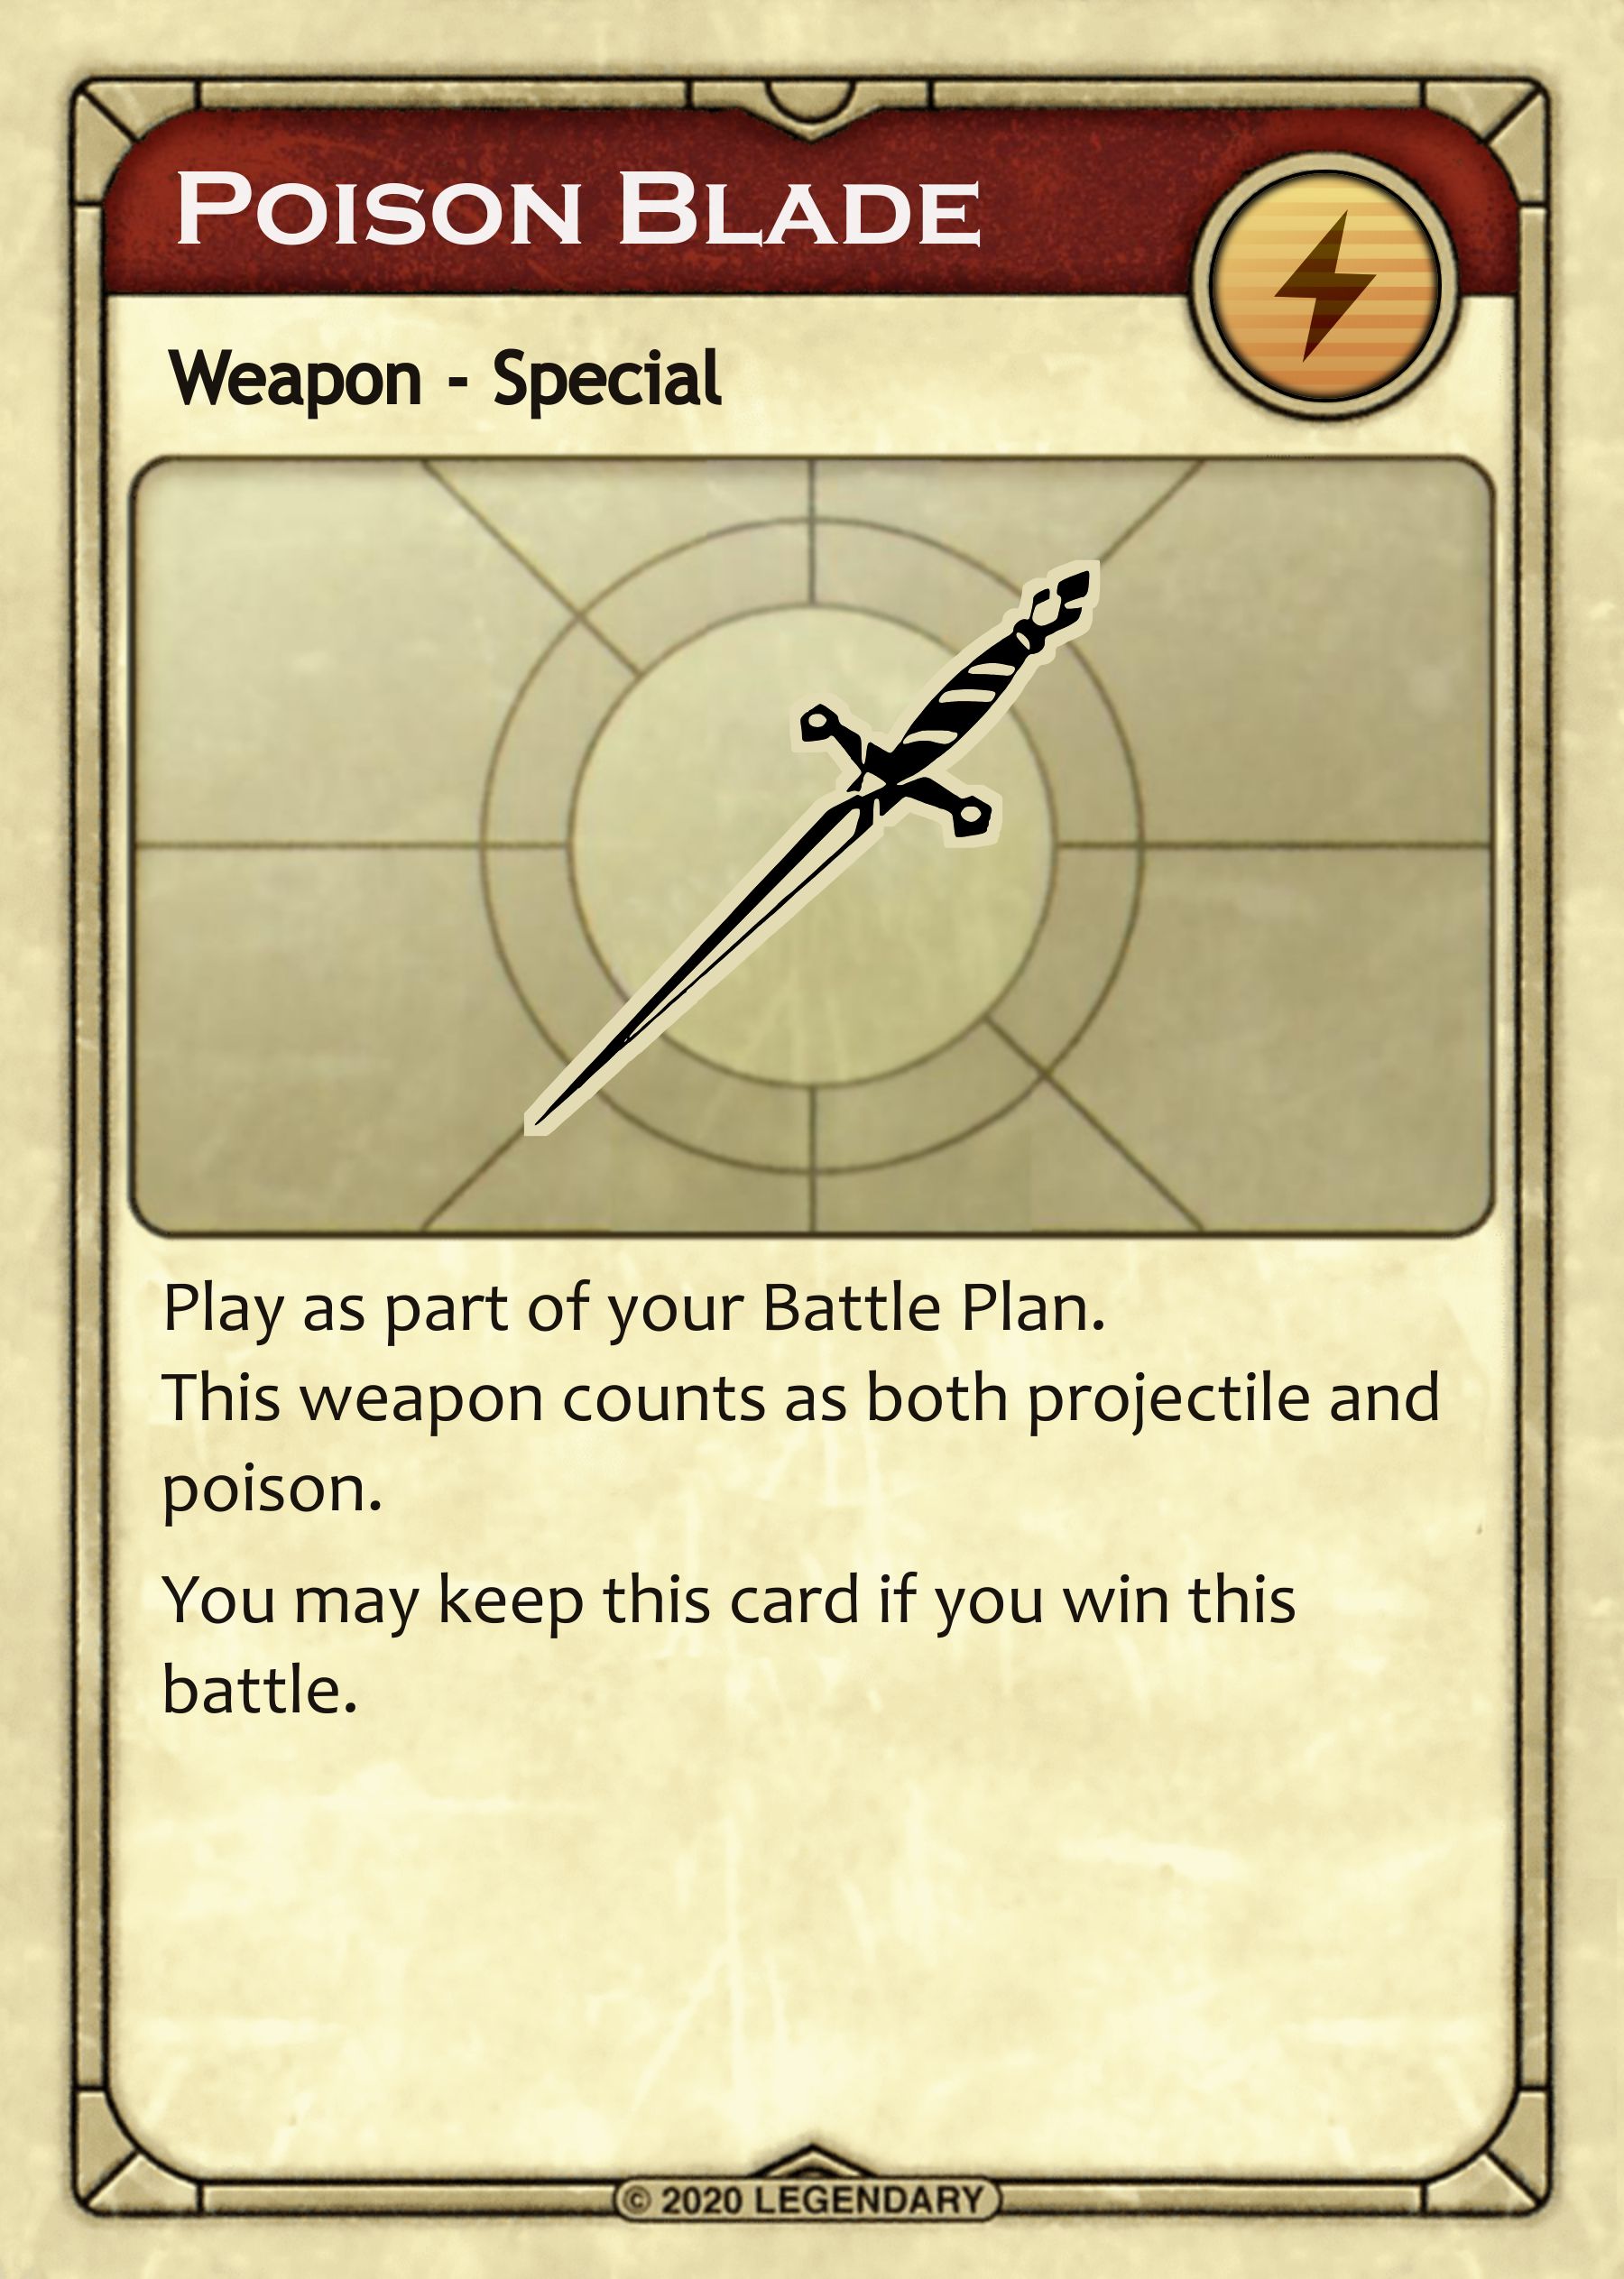 Poison Blade
Weapon - Special
Play as part of your Battle Plan.
This weapon counts as both projectile and
poison.
You may keep this card if you win this
battle.
© 2020 LEGENDARY